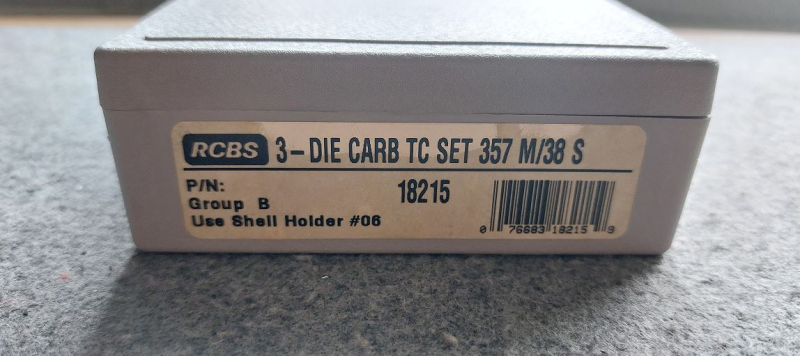 RCBS 3-DIE CARB TC SET 357 M/38 S
P/N: 18215
Group B
Use Shell Holder #06
0 76683 18215 9